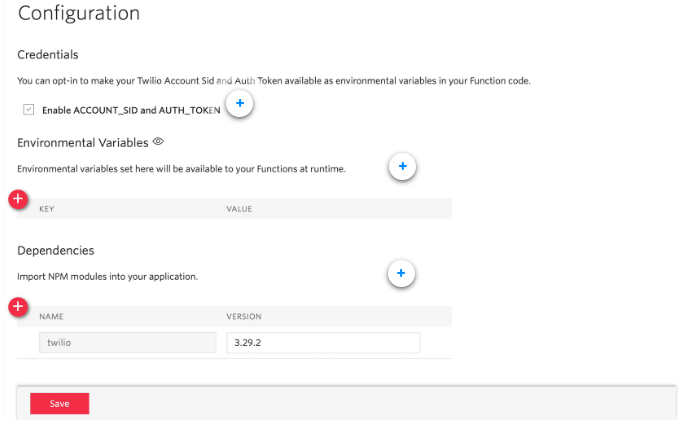 Configuration
Credentials
You can opt-in to make your Twilio Account Sid and Auth Token available as environmental variables in your Function code.
Enable ACCOUNT_SID and AUTH_TOKEN
Environmental Variables
Environmental variables set here will be available to your Functions at runtime.
KEY VALUE
Dependencies
Import NPM modules into your application.
NAME VERSION
twilio 3.29.2
Save